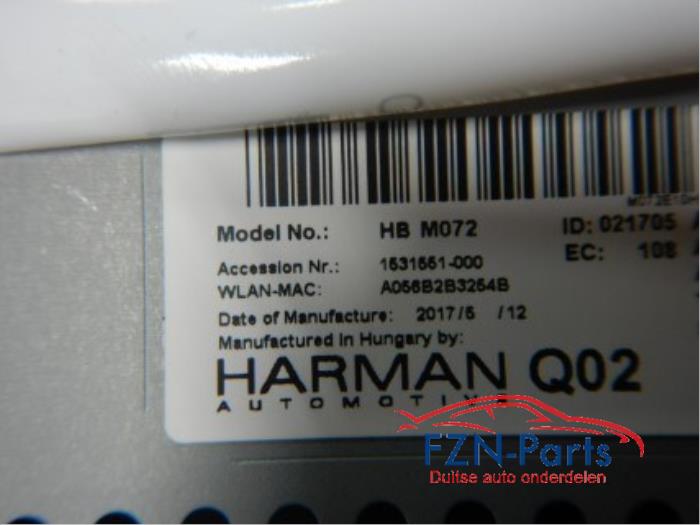 Model No.: HB M072 ID: 021705
EC: 108
Accession Nr.: 1531551-000
WLAN-MAC: A056B2B3254B
Date of Manufacture: 2017/5 /12
Manufactured in Hungary by:
HARMAN Q02
AUTOMOTIVE
FZN-Parts
Duitse auto onderdelen